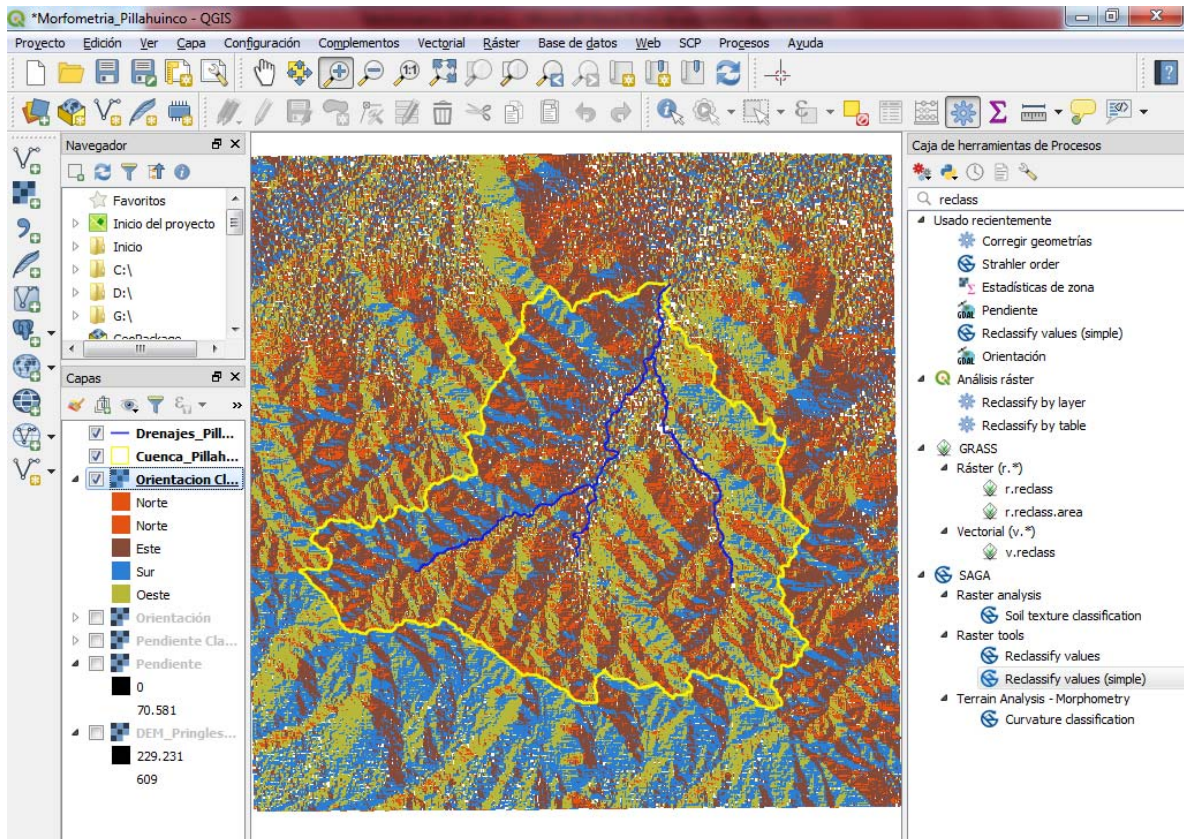 *Morfometria_Pillahuinco - QGIS
Proyecto Edición Ver Capa Configuración Complementos Vectorial Ráster Base de datos Web SCP Procesos Ayuda
1:1
Navegador
Favoritos
Inicio del proyecto
Inicio
C:\
D:\
G:\
GeoPackage
Capas
Drenajes_Pill...
Cuenca_Pillah...
Orientacion Cl...
Norte
Norte
Este
Sur
Oeste
Orientación
Pendiente Cla...
Pendiente
0
70.581
DEM_Pringles...
229.231
609
Caja de herramientas de Procesos
reclass
Usado recientemente
Corregir geometrías
Strahler order
Estadísticas de zona
GDAL Pendiente
Reclassify values (simple)
GDAL Orientación
Análisis ráster
Reclassify by layer
Reclassify by table
GRASS
Ráster (r.*)
r.reclass
r.reclass.area
Vectorial (v.*)
v.reclass
SAGA
Raster analysis
Soil texture classification
Raster tools
Reclassify values
Reclassify values (simple)
Terrain Analysis - Morphometry
Curvature classification